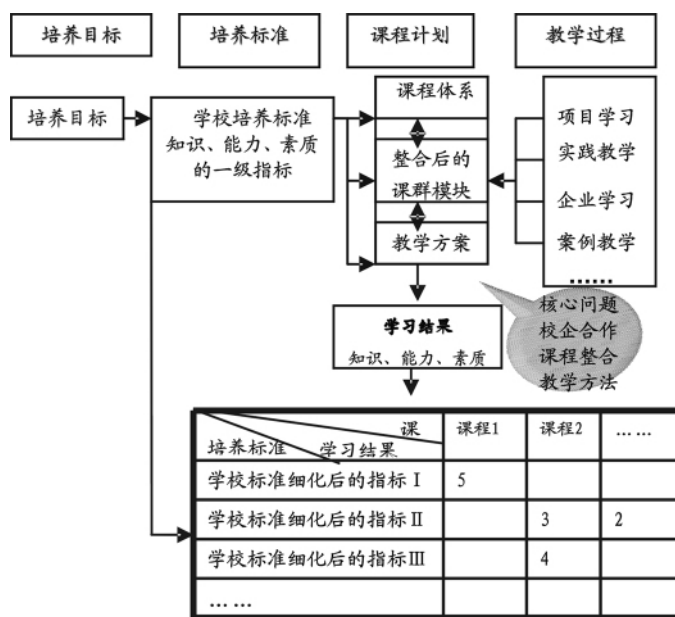 培养目标
培养标准
课程计划
教学过程
培养目标
学校培养标准
知识、能力、素质
的一级指标
课程体系
整合后的
课群模块
教学方案
项目学习
实践教学
企业学习
案例教学
……
核心问题
校企合作
课程整合
教学方法
学习结果
知识、能力、素质
课
培养标准 学习结果
课程1
课程2
……
学校标准细化后的指标Ⅰ 5
学校标准细化后的指标Ⅱ 3 2
学校标准细化后的指标Ⅲ 4
……